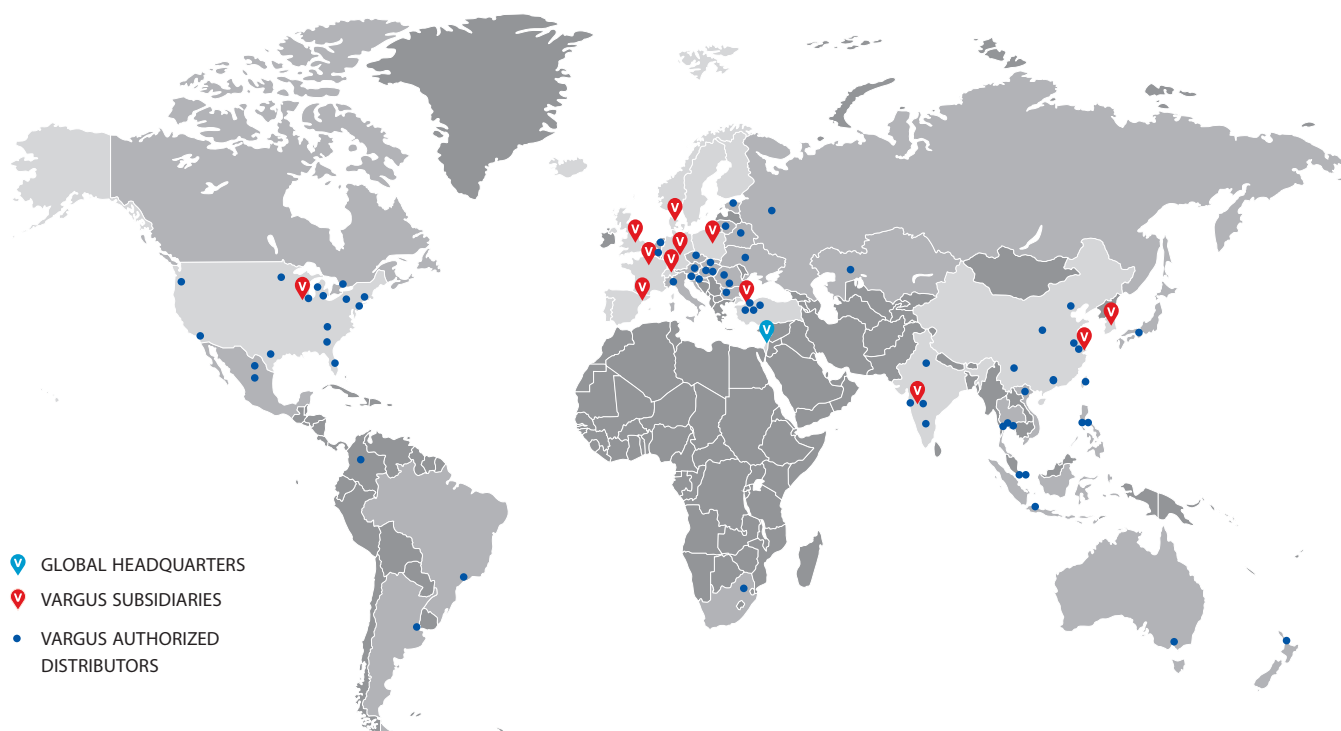 GLOBAL HEADQUARTERS
VARGUS SUBSIDIARIES
VARGUS AUTHORIZED
DISTRIBUTORS